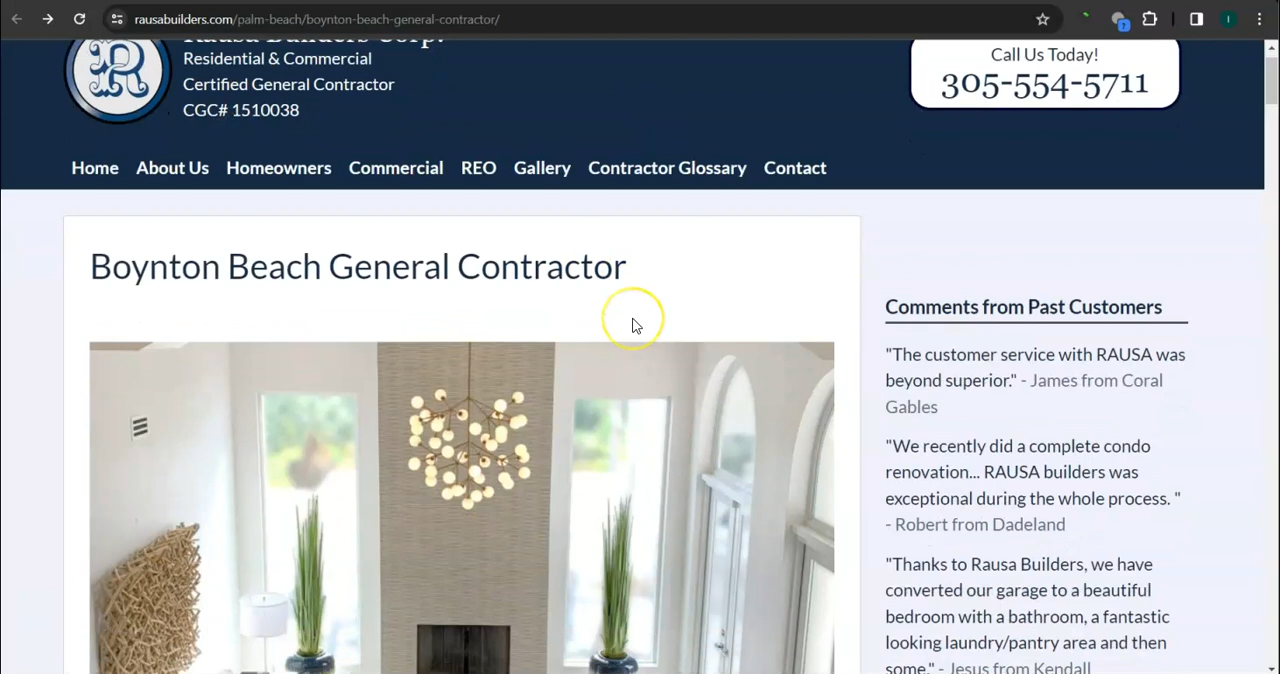 rausabuilders.com/palm-beach/boynton-beach-general-contractor/
Rausa Builders Corp.
Residential & Commercial
Certified General Contractor
CGC# 1510038
R
Call Us Today!
305-554-5711
Home About Us Homeowners Commercial REO Gallery Contractor Glossary Contact
Boynton Beach General Contractor
Comments from Past Customers
"The customer service with RAUSA was
beyond superior." - James from Coral
Gables
"We recently did a complete condo
renovation... RAUSA builders was
exceptional during the whole process. "
- Robert from Dadeland
"Thanks to Rausa Builders, we have
converted our garage to a beautiful
bedroom with a bathroom, a fantastic
looking laundry/pantry area and then
some." - Jesus from Kendall